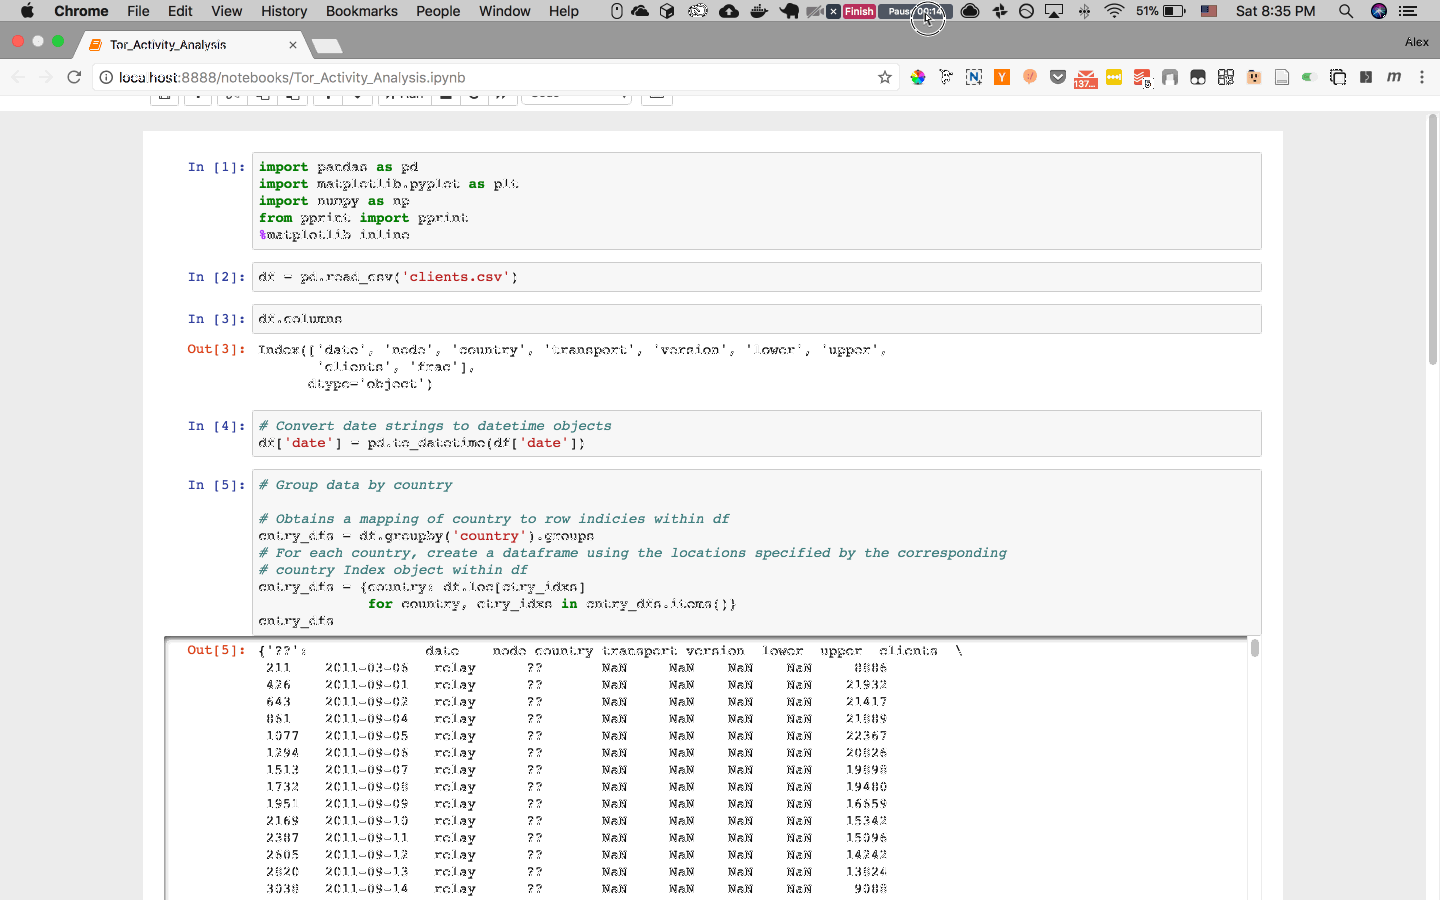 Chrome File Edit View History Bookmarks People Window Help Finish 51% Sat 8:35 PM
Tor_Activity_Analysis
Alex
localhost:8888/notebooks/Tor_Activity_Analysis.ipynb
In [1]: import pandas as pd
import matplotlib.pyplot as plt
import numpy as np
from pprint import pprint
%matplotlib inline
In [2]: df = pd.read_csv('clients.csv')
In [3]: df.columns
Out[3]: Index(['date', 'node', 'country', 'transport', 'version', 'lower', 'upper',
'clients', 'frac'],
dtype='object')
In [4]: # Convert date strings to datetime objects
df['date'] = pd.to_datetime(df['date'])
In [5]: # Group data by country
# Obtains a mapping of country to row indicies within df
cntry_dfs = df.groupby('country').groups
# For each country, create a dataframe using the locations specified by the corresponding
# country Index object within df
cntry_dfs = {country: df.loc[ctry_idxs]
for country, ctry_idxs in cntry_dfs.items()}
cntry_dfs
Out[5]: {'??': date node country transport version lower upper clients \
211 2011-03-06 relay ?? NaN NaN NaN NaN
426 2011-09-01 relay ?? NaN NaN NaN NaN 21932
643 2011-09-02 relay ?? NaN NaN NaN NaN 21417
2011-09-04 relay ?? NaN NaN NaN NaN
1077 2011-09-05 relay ?? NaN NaN NaN NaN 22367
1294 2011-09-06 relay ?? NaN NaN NaN NaN
1513 2011-09-07 relay ?? NaN NaN NaN NaN
1732 2011-09-08 relay ?? NaN NaN NaN NaN 19480
1951 2011-09-09 relay ?? NaN NaN NaN NaN 16559
2169 2011-09-10 relay ?? NaN NaN NaN NaN 15342
2387 2011-09-11 relay ?? NaN NaN NaN NaN 15096
2605 2011-09-12 relay ?? NaN NaN NaN NaN 14242
2820 2011-09-13 relay ?? NaN NaN NaN NaN 13824
3038 2011-09-14 relay ?? NaN NaN NaN NaN